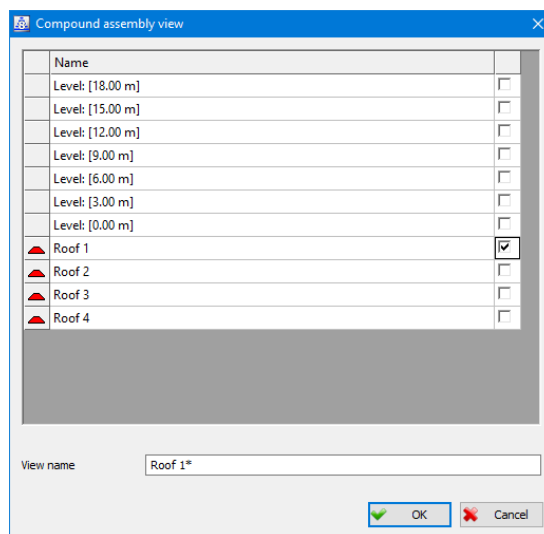 Compound assembly view
Name
Level: [18.00 m]
Level: [15.00 m]
Level: [12.00 m]
Level: [9.00 m]
Level: [6.00 m]
Level: [3.00 m]
Level: [0.00 m]
Roof 1
Roof 2
Roof 3
Roof 4
View name Roof 1*
OK Cancel